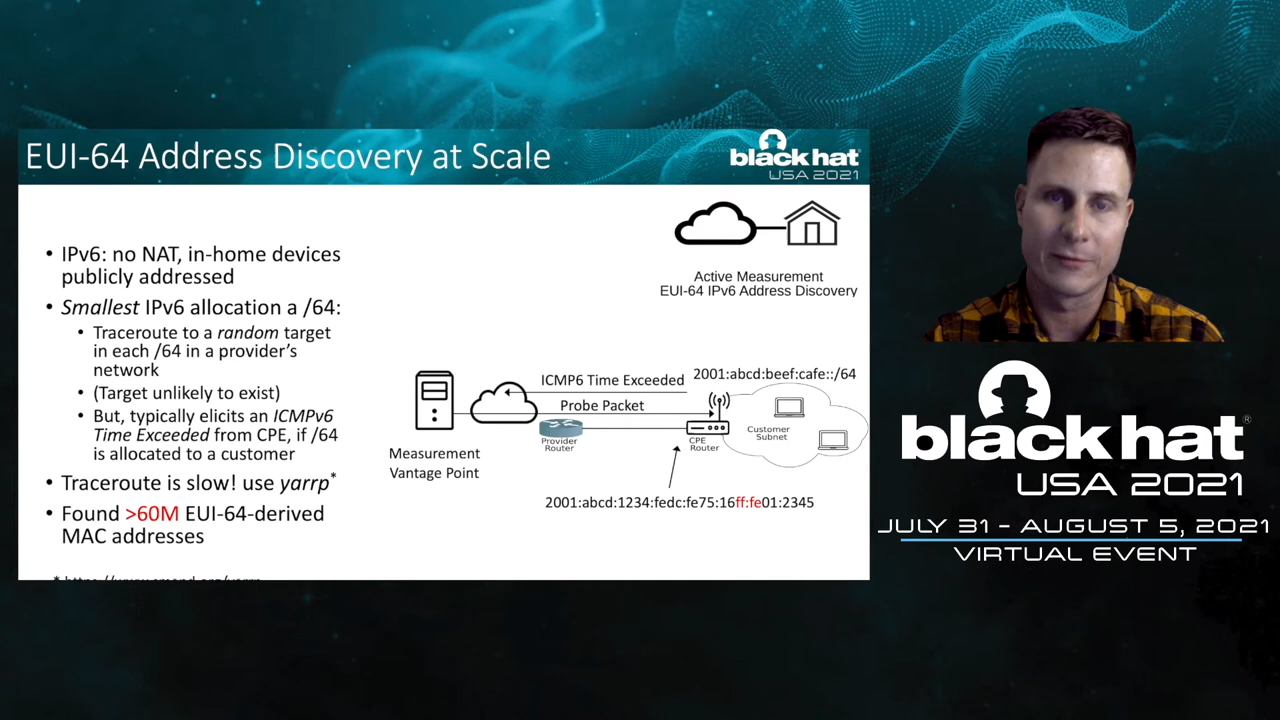 EUI-64 Address Discovery at Scale
black hat®
USA 2021
• IPv6: no NAT, in-home devices
publicly addressed
• Smallest IPv6 allocation a /64:
• Traceroute to a random target
in each /64 in a provider's
network
• (Target unlikely to exist)
• But, typically elicits an ICMPv6
Time Exceeded from CPE, if /64
is allocated to a customer
• Traceroute is slow! use yarrp*
• Found >60M EUI-64-derived
MAC addresses
Active Measurement
EUI-64 IPv6 Address Discovery
ICMP6 Time Exceeded
2001:abcd:beef:cafe::/64
Probe Packet
Provider
Router
CPE
Router
Customer
Subnet
Measurement
Vantage Point
2001:abcd:1234:fedc:fe75:16ff:fe01:2345
black hat®
USA 2021
JULY 31 – AUGUST 5, 2021
VIRTUAL EVENT